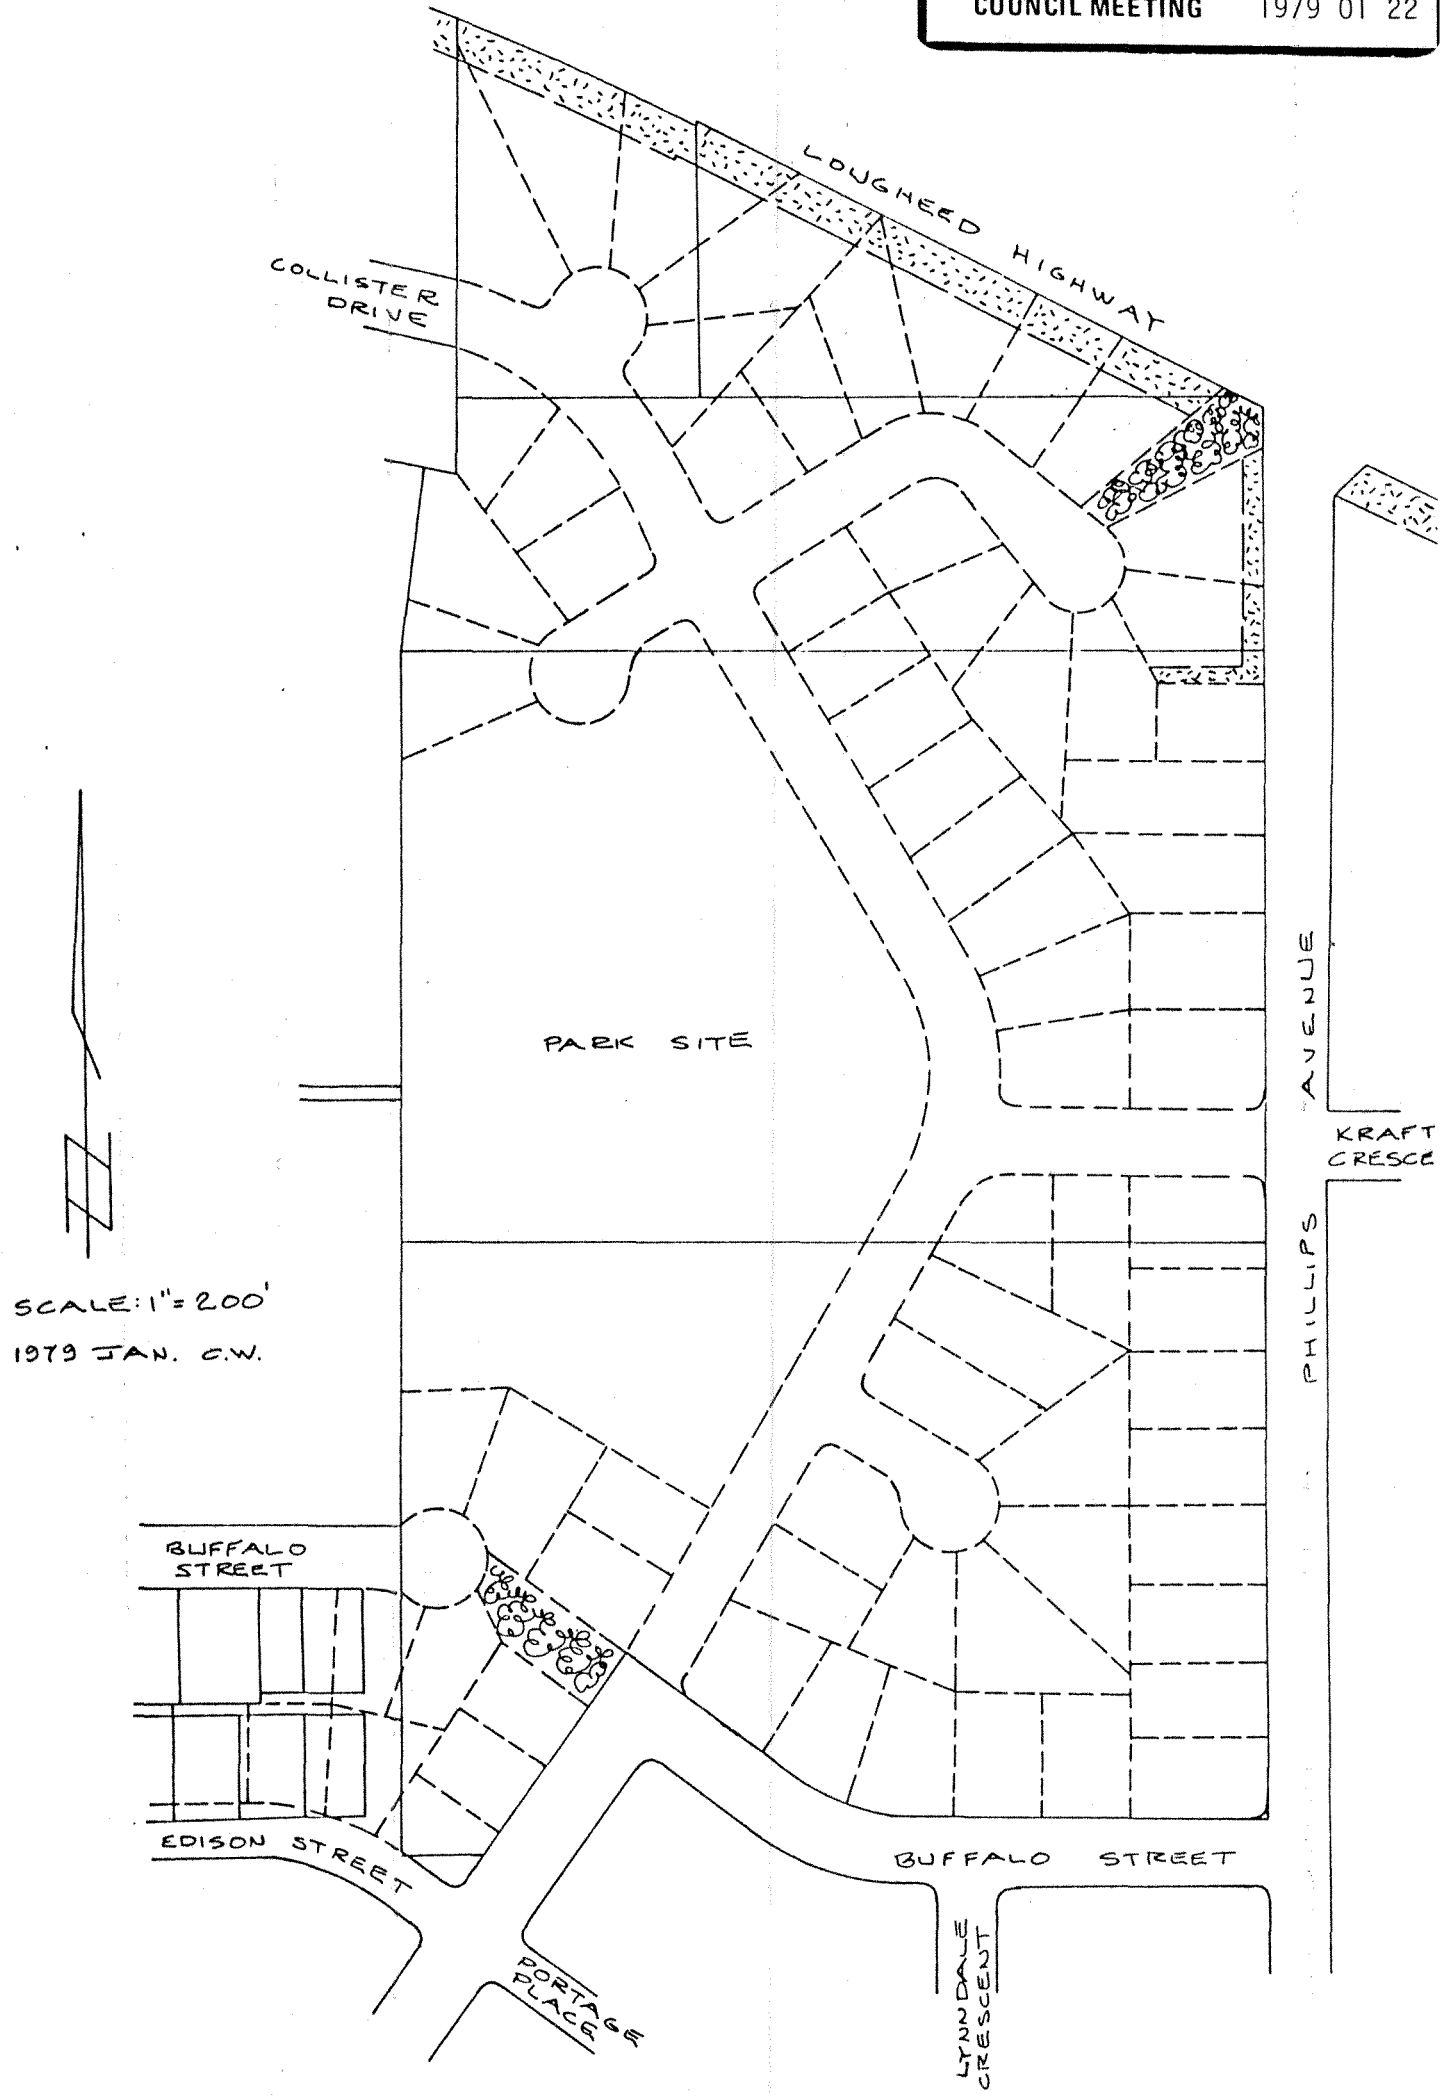 COUNCIL MEETING 1979 01 22
LOUGHEED HIGHWAY
COLLISTER
DRIVE
PARK SITE
AVENUE
KRAFT
CRESCE
PHILLIPS
SCALE: 1" = 200'
1979 JAN. C.W.
BUFFALO
STREET
EDISON STREET
BUFFALO STREET
PORTAGE
PLACE
LYNNDALE
CRESCENT